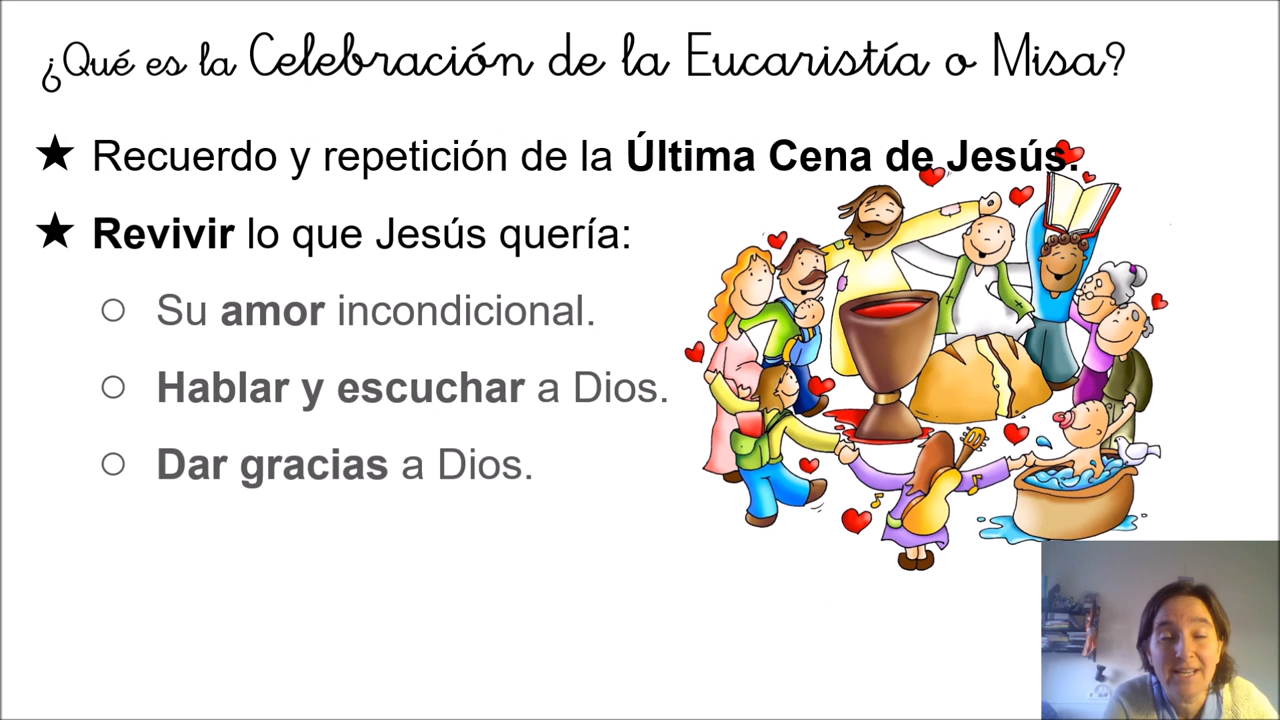 ¿Qué es la Celebración de la Eucaristía o Misa?
★ Recuerdo y repetición de la Última Cena de Jesús.
★ Revivir lo que Jesús quería:
○ Su amor incondicional.
○ Hablar y escuchar a Dios.
○ Dar gracias a Dios.